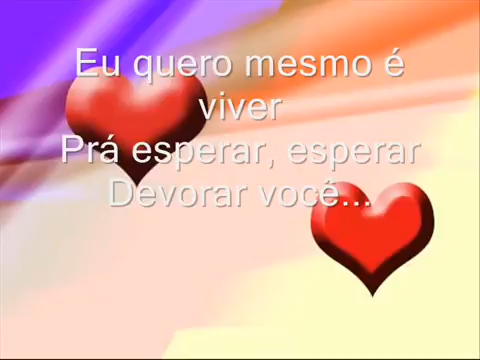 Eu quero mesmo é
viver
Prá esperar, esperar
Devorar você...